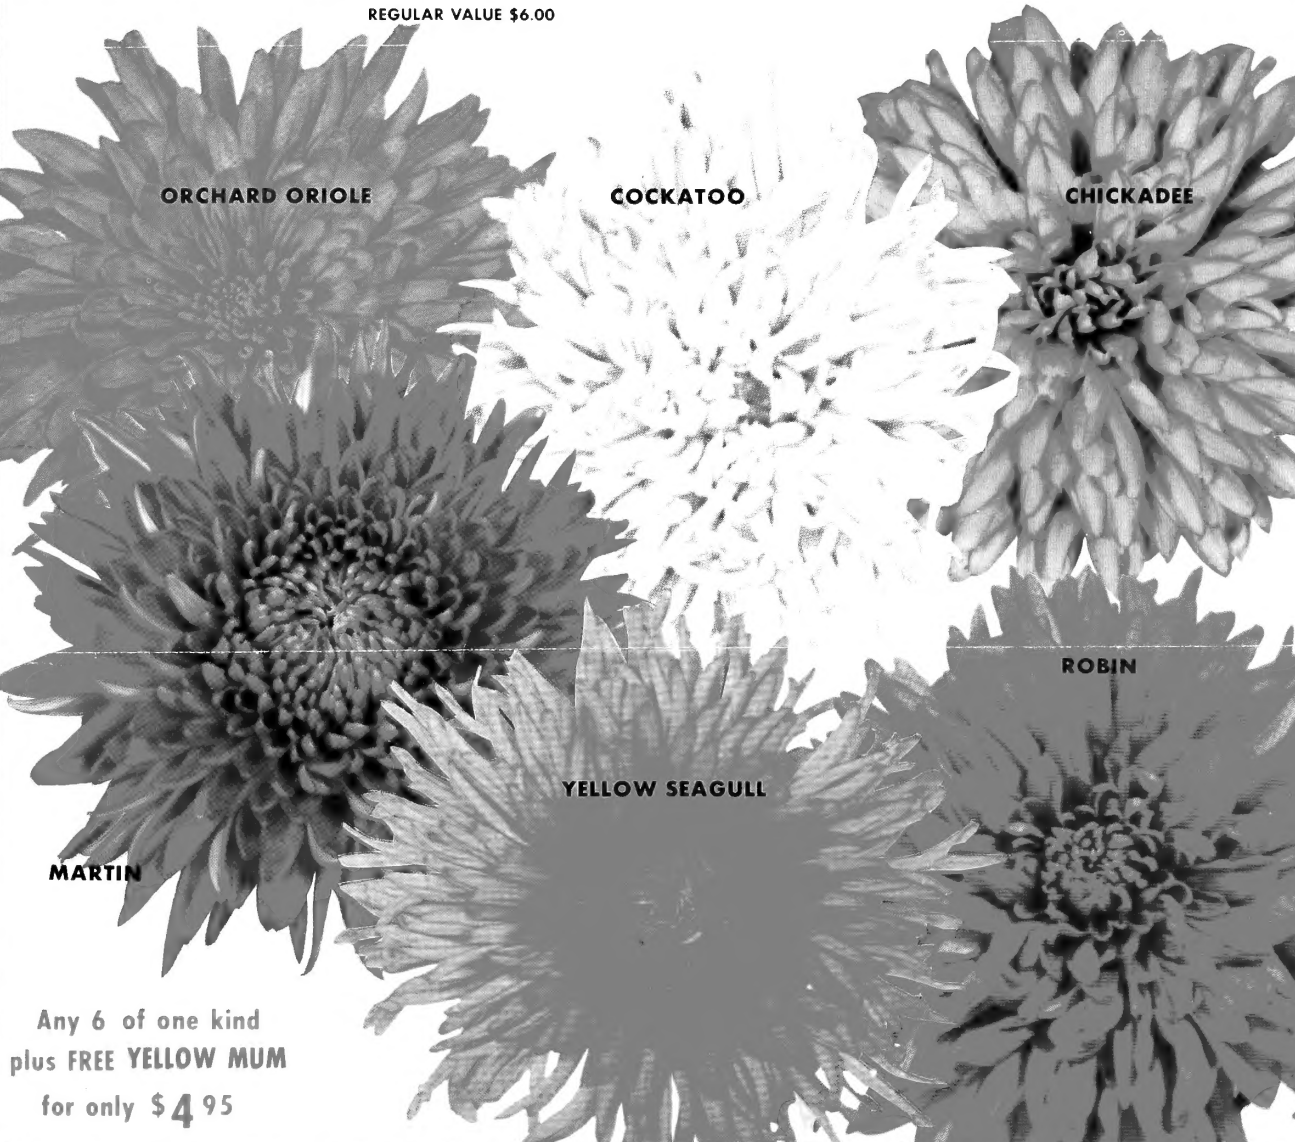 REGULAR VALUE $6.00
ORCHARD ORIOLE
COCKATOO
CHICKADEE
ROBIN
YELLOW SEAGULL
MARTIN
Any 6 of one kind
plus FREE YELLOW MUM
for only $4 95